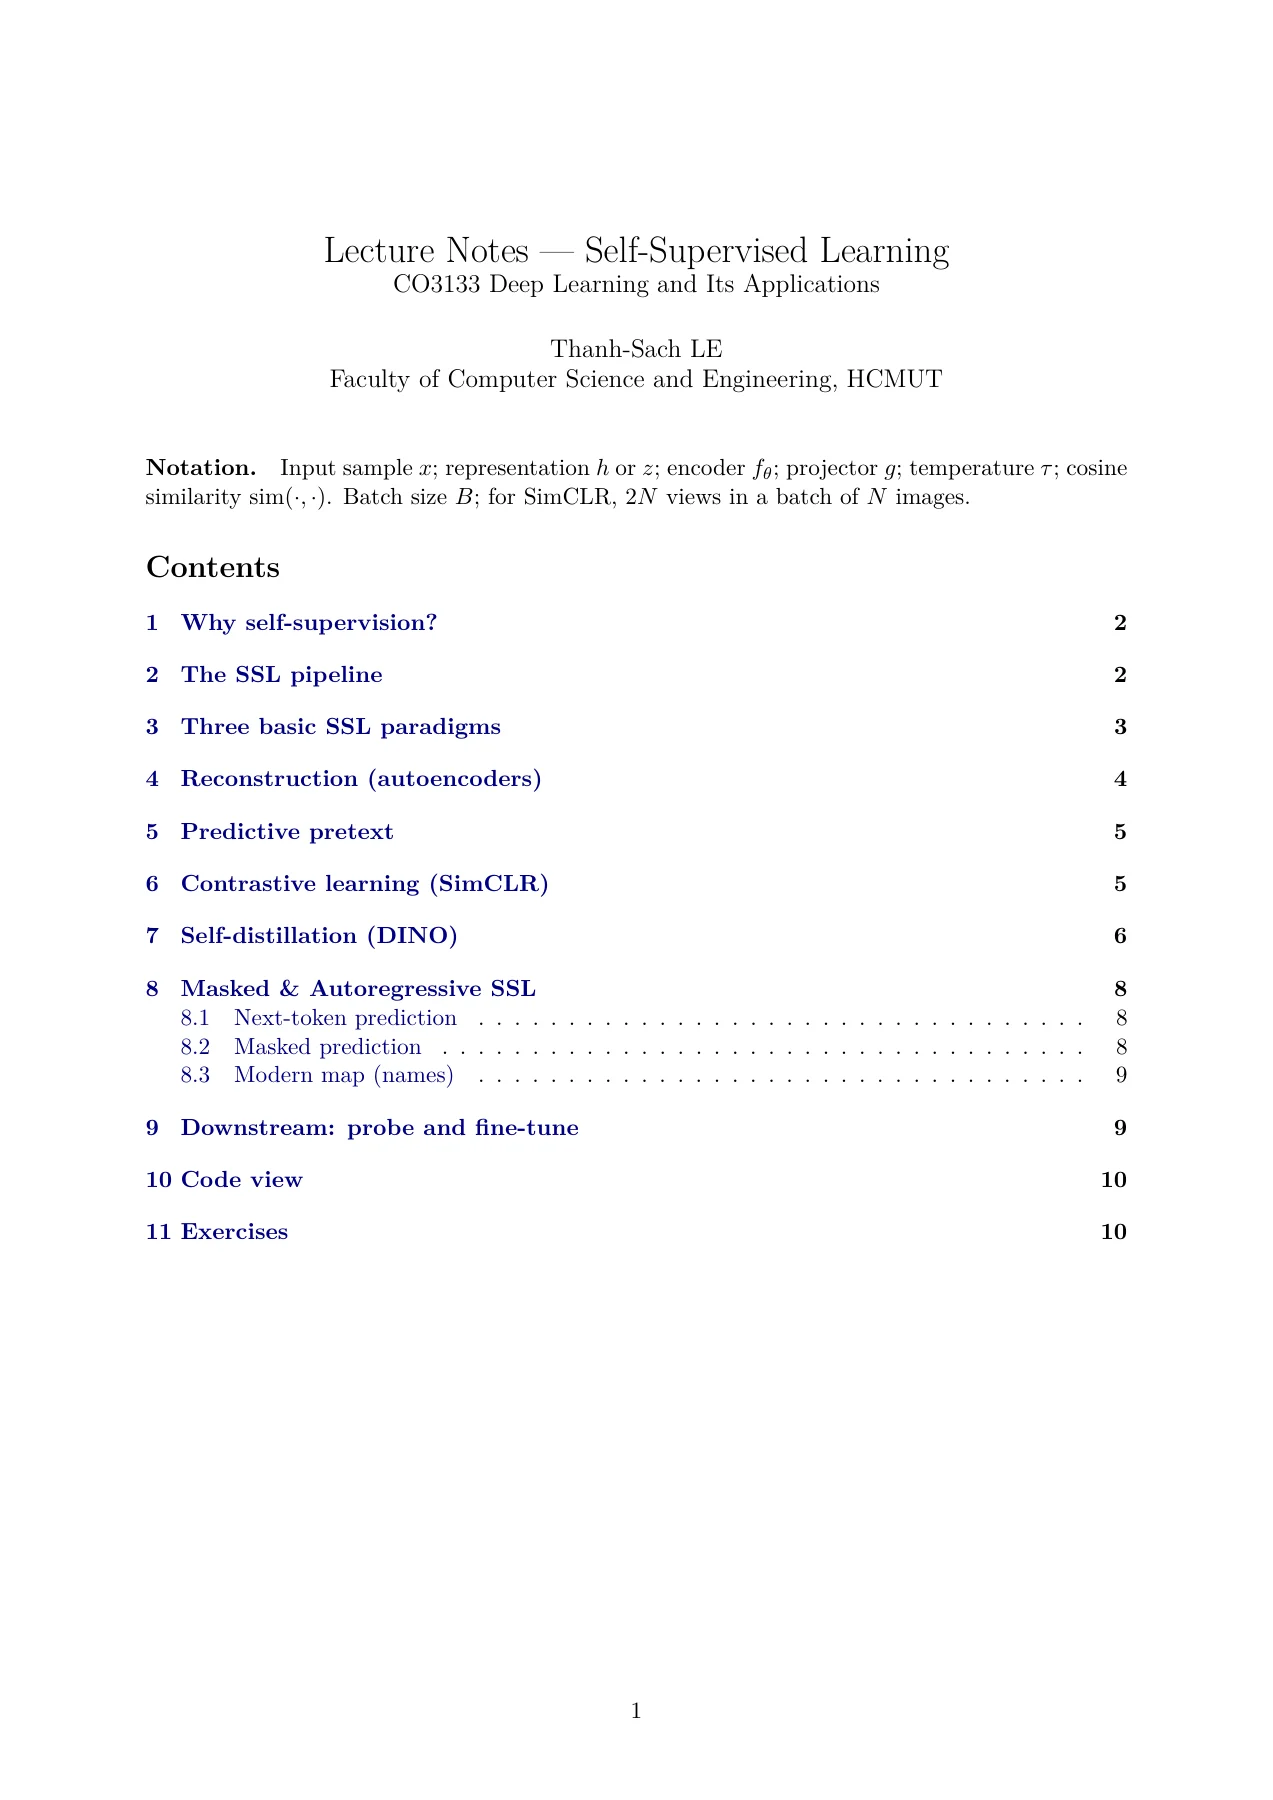 Lecture Notes — Self-Supervised Learning
CO3133 Deep Learning and Its Applications
Thanh-Sach LE
Faculty of Computer Science and Engineering, HCMUT
Notation. Input sample x; representation h or z; encoder fθ; projector g; temperature τ; cosine
similarity sim(·, ·). Batch size B; for SimCLR, 2N views in a batch of N images.
Contents
1 Why self-supervision? 2
2 The SSL pipeline 2
3 Three basic SSL paradigms 3
4 Reconstruction (autoencoders) 4
5 Predictive pretext 5
6 Contrastive learning (SimCLR) 5
7 Self-distillation (DINO) 6
8 Masked & Autoregressive SSL 8
8.1 Next-token prediction . . . . . . . . . . . . . . . . . . . . . . . . . . . . . . . . . . 8
8.2 Masked prediction . . . . . . . . . . . . . . . . . . . . . . . . . . . . . . . . . . . . 8
8.3 Modern map (names) . . . . . . . . . . . . . . . . . . . . . . . . . . . . . . . . . . 9
9 Downstream: probe and fine-tune 9
10 Code view 10
11 Exercises 10
1